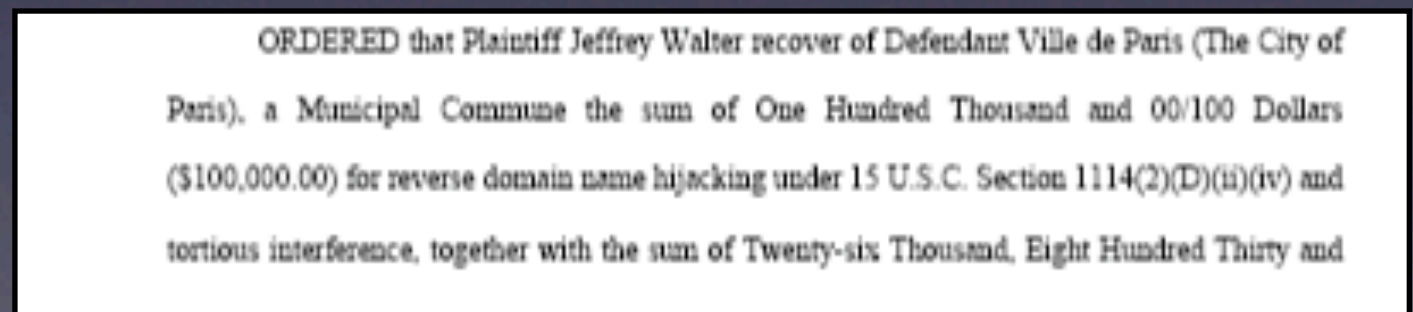 ORDERED that Plaintiff Jeffrey Walter recover of Defendant Ville de Paris (The City of
Paris), a Municipal Commune the sum of One Hundred Thousand and 00/100 Dollars
($100,000.00) for reverse domain name hijacking under 15 U.S.C. Section 1114(2)(D)(ii)(iv) and
tortious interference, together with the sum of Twenty-six Thousand, Eight Hundred Thirty and